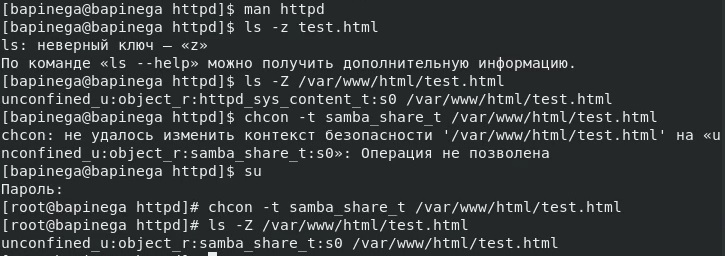 [bapinega@bapinega httpd]$ man httpd
[bapinega@bapinega httpd]$ ls -z test.html
ls: неверный ключ — «z»
По команде «ls --help» можно получить дополнительную информацию.
[bapinega@bapinega httpd]$ ls -Z /var/www/html/test.html
unconfined_u:object_r:httpd_sys_content_t:s0 /var/www/html/test.html
[bapinega@bapinega httpd]$ chcon -t samba_share_t /var/www/html/test.html
chcon: не удалось изменить контекст безопасности '/var/www/html/test.html' на «u
nconfined_u:object_r:samba_share_t:s0»: Операция не позволена
[bapinega@bapinega httpd]$ su
Пароль:
[root@bapinega httpd]# chcon -t samba_share_t /var/www/html/test.html
[root@bapinega httpd]# ls -Z /var/www/html/test.html
unconfined_u:object_r:samba_share_t:s0 /var/www/html/test.html